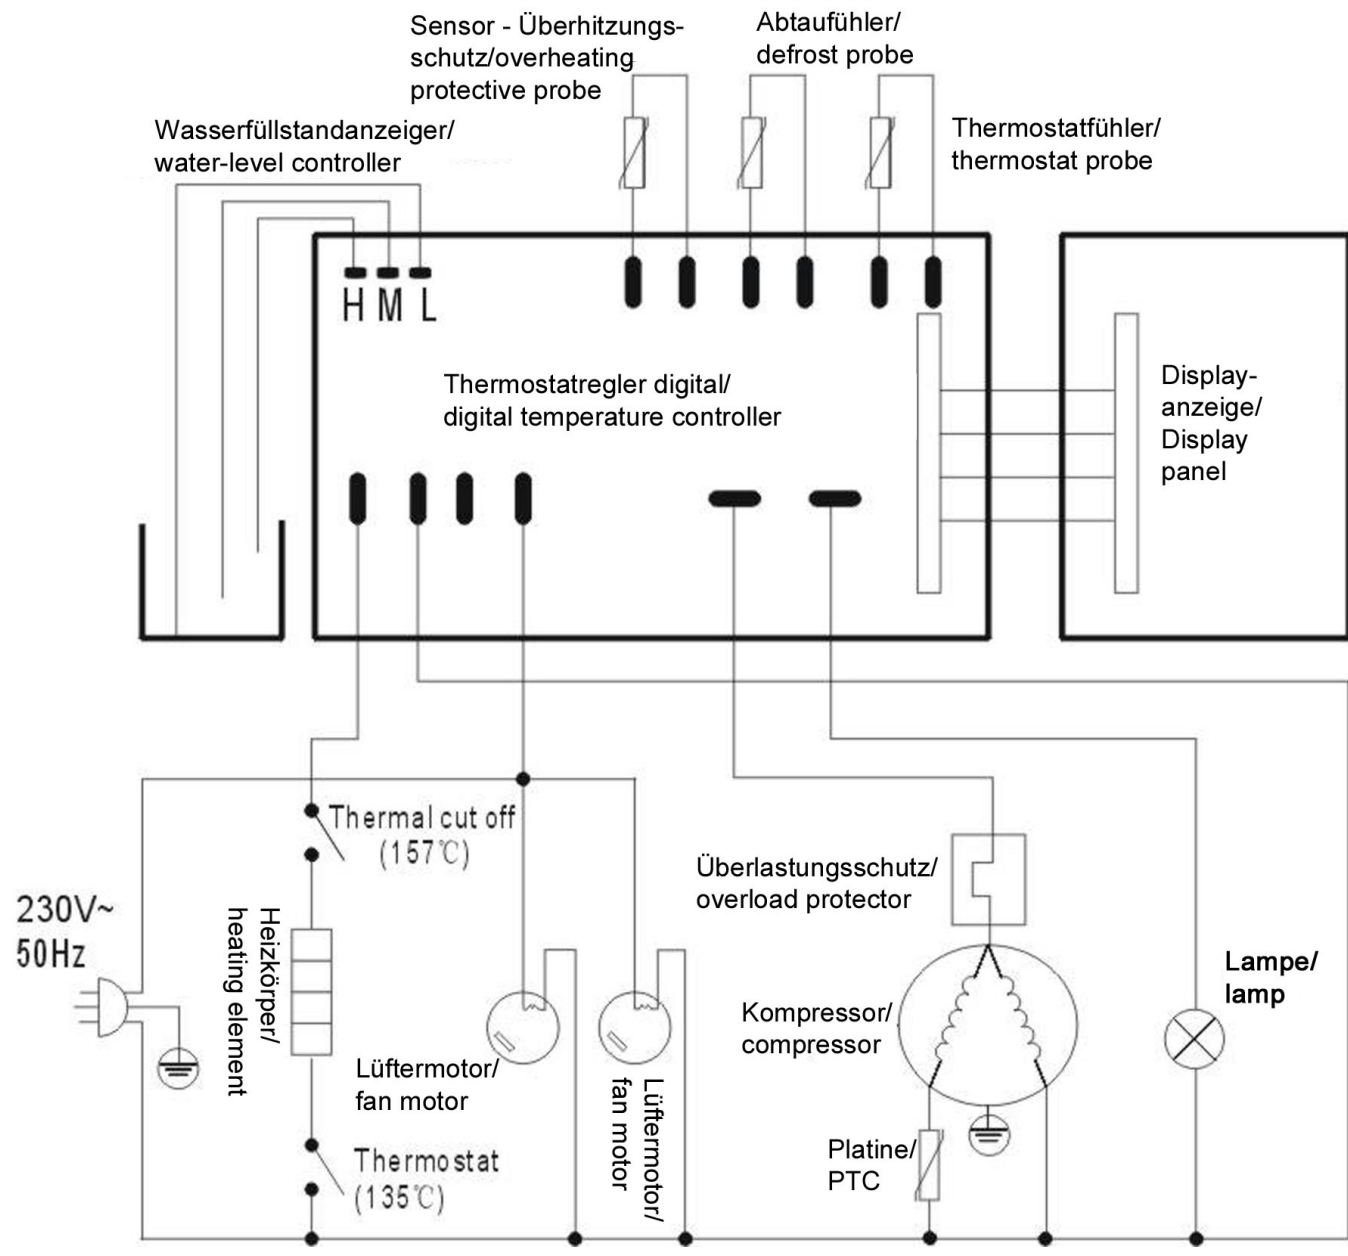 Sensor - Überhitzungs-
schutz/overheating
protective probe
Abtaufühler/
defrost probe
Wasserfüllstandanzeiger/
water-level controller
Thermostatfühler/
thermostat probe
H M L
Thermostatregler digital/
digital temperature controller
Display-
anzeige/
Display
panel
Thermal cut off
(157℃)
230V~
50Hz
Heizkörper/
heating element
Lüftermotor/
fan motor
Lüftermotor/
fan motor
Thermostat
(135℃)
Überlastungsschutz/
overload protector
Kompressor/
compressor
Platine/
PTC
Lampe/
lamp